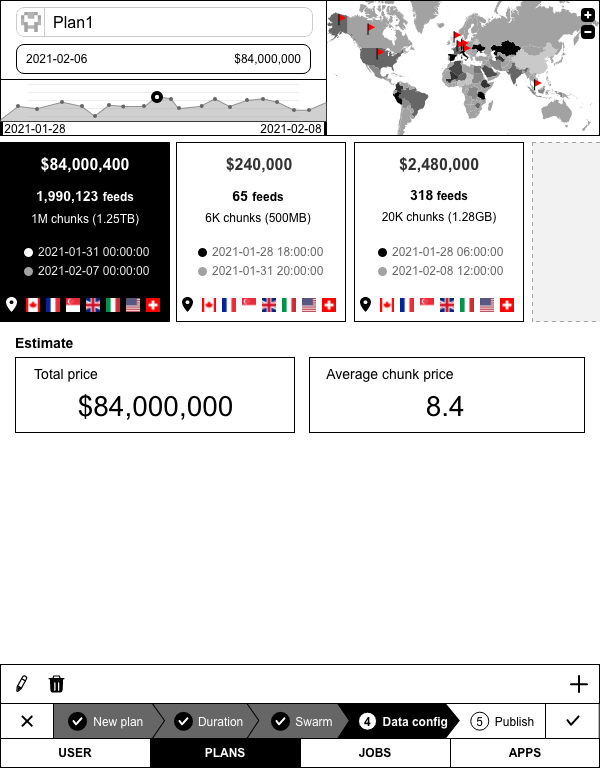 Plan1
2021-02-06 $84,000,000
2021-01-28 2021-02-08
$84,000,400
1,990,123 feeds
1M chunks (1.25TB)
2021-01-31 00:00:00
2021-02-07 00:00:00
$240,000
65 feeds
6K chunks (500MB)
2021-01-28 18:00:00
2021-01-31 20:00:00
$2,480,000
318 feeds
20K chunks (1.28GB)
2021-01-28 06:00:00
2021-02-08 12:00:00
Estimate
Total price
$84,000,000
Average chunk price
8.4
New plan Duration Swarm 4 Data config 5 Publish
USER PLANS JOBS APPS